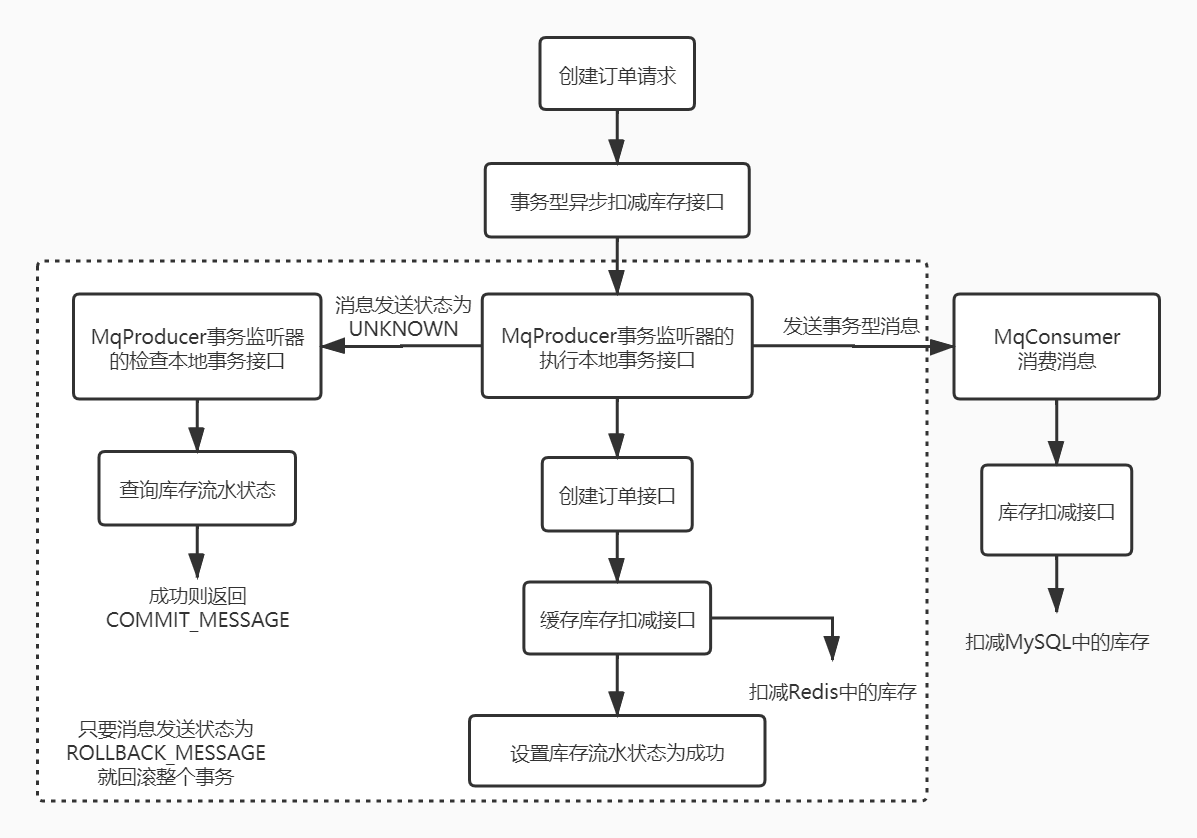 创建订单请求
事务型异步扣减库存接口
消息发送状态为
UNKNOWN
MqProducer事务监听器
的检查本地事务接口
MqProducer事务监听器的
执行本地事务接口
发送事务型消息
MqConsumer
消费消息
查询库存流水状态
创建订单接口
库存扣减接口
成功则返回
COMMIT_MESSAGE
缓存库存扣减接口
扣减MySQL中的库存
扣减Redis中的库存
只要消息发送状态为
ROLLBACK_MESSAGE
就回滚整个事务
设置库存流水状态为成功